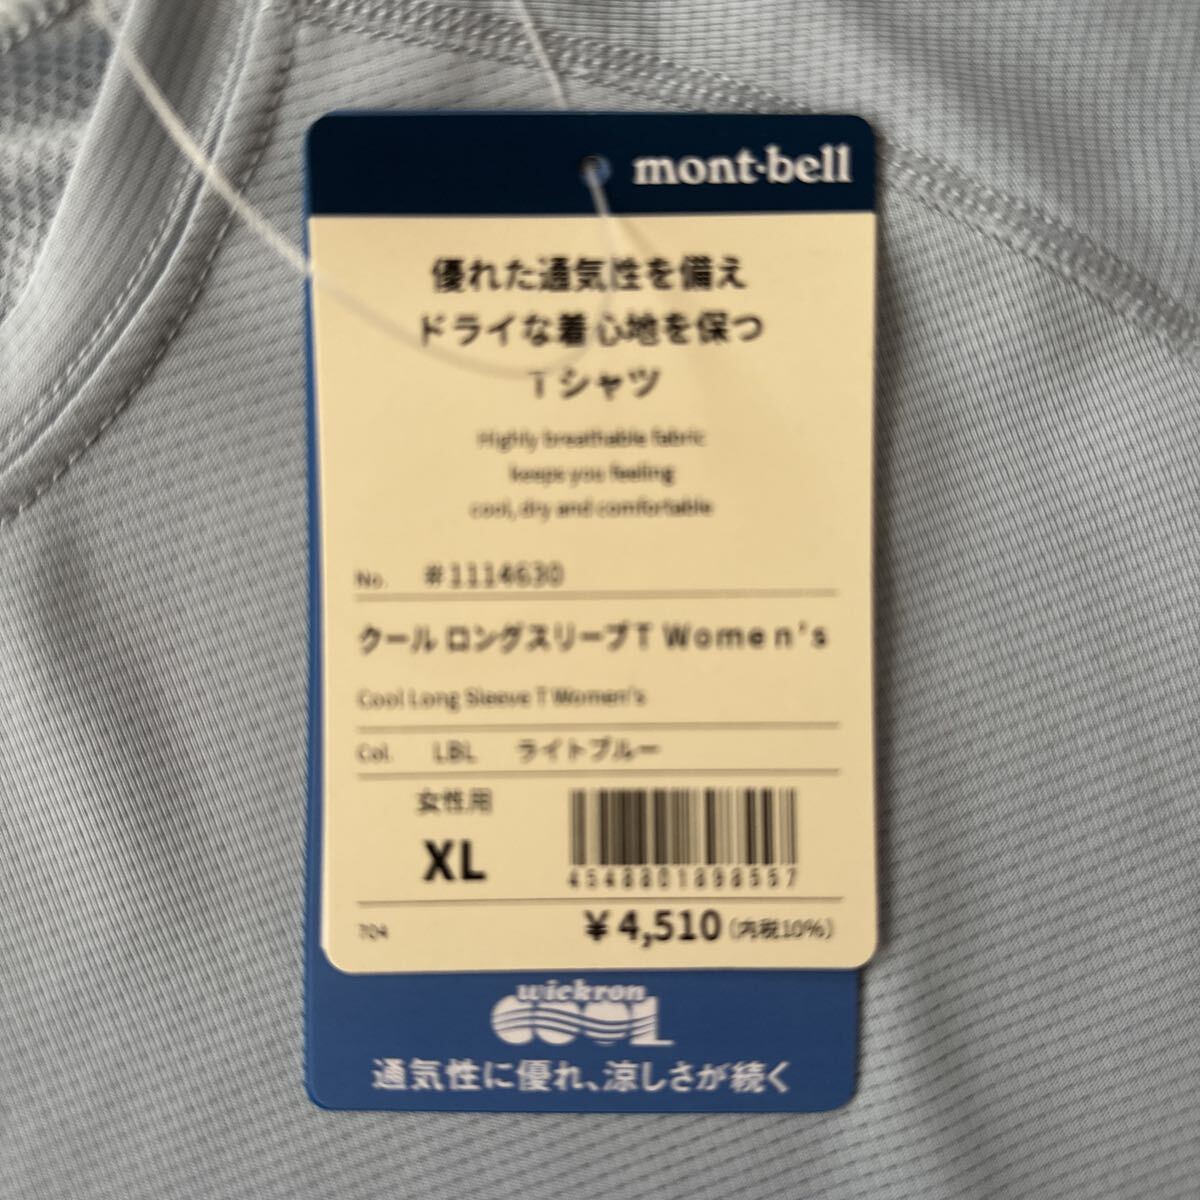 mont-bell
優れた通気性を備え
ドライな着心地を保つ
Tシャツ
Highly breathable fabric
keeps you feeling
cool, dry and comfortable
No. #1114630
クール ロングスリーブT Women's
Cool Long Sleeve T Women's
Col. LBL ライトブルー
女性用
XL
4548801898557
704 ¥4,510(内税10%)
wickron
COOL
通気性に優れ、涼しさが続く